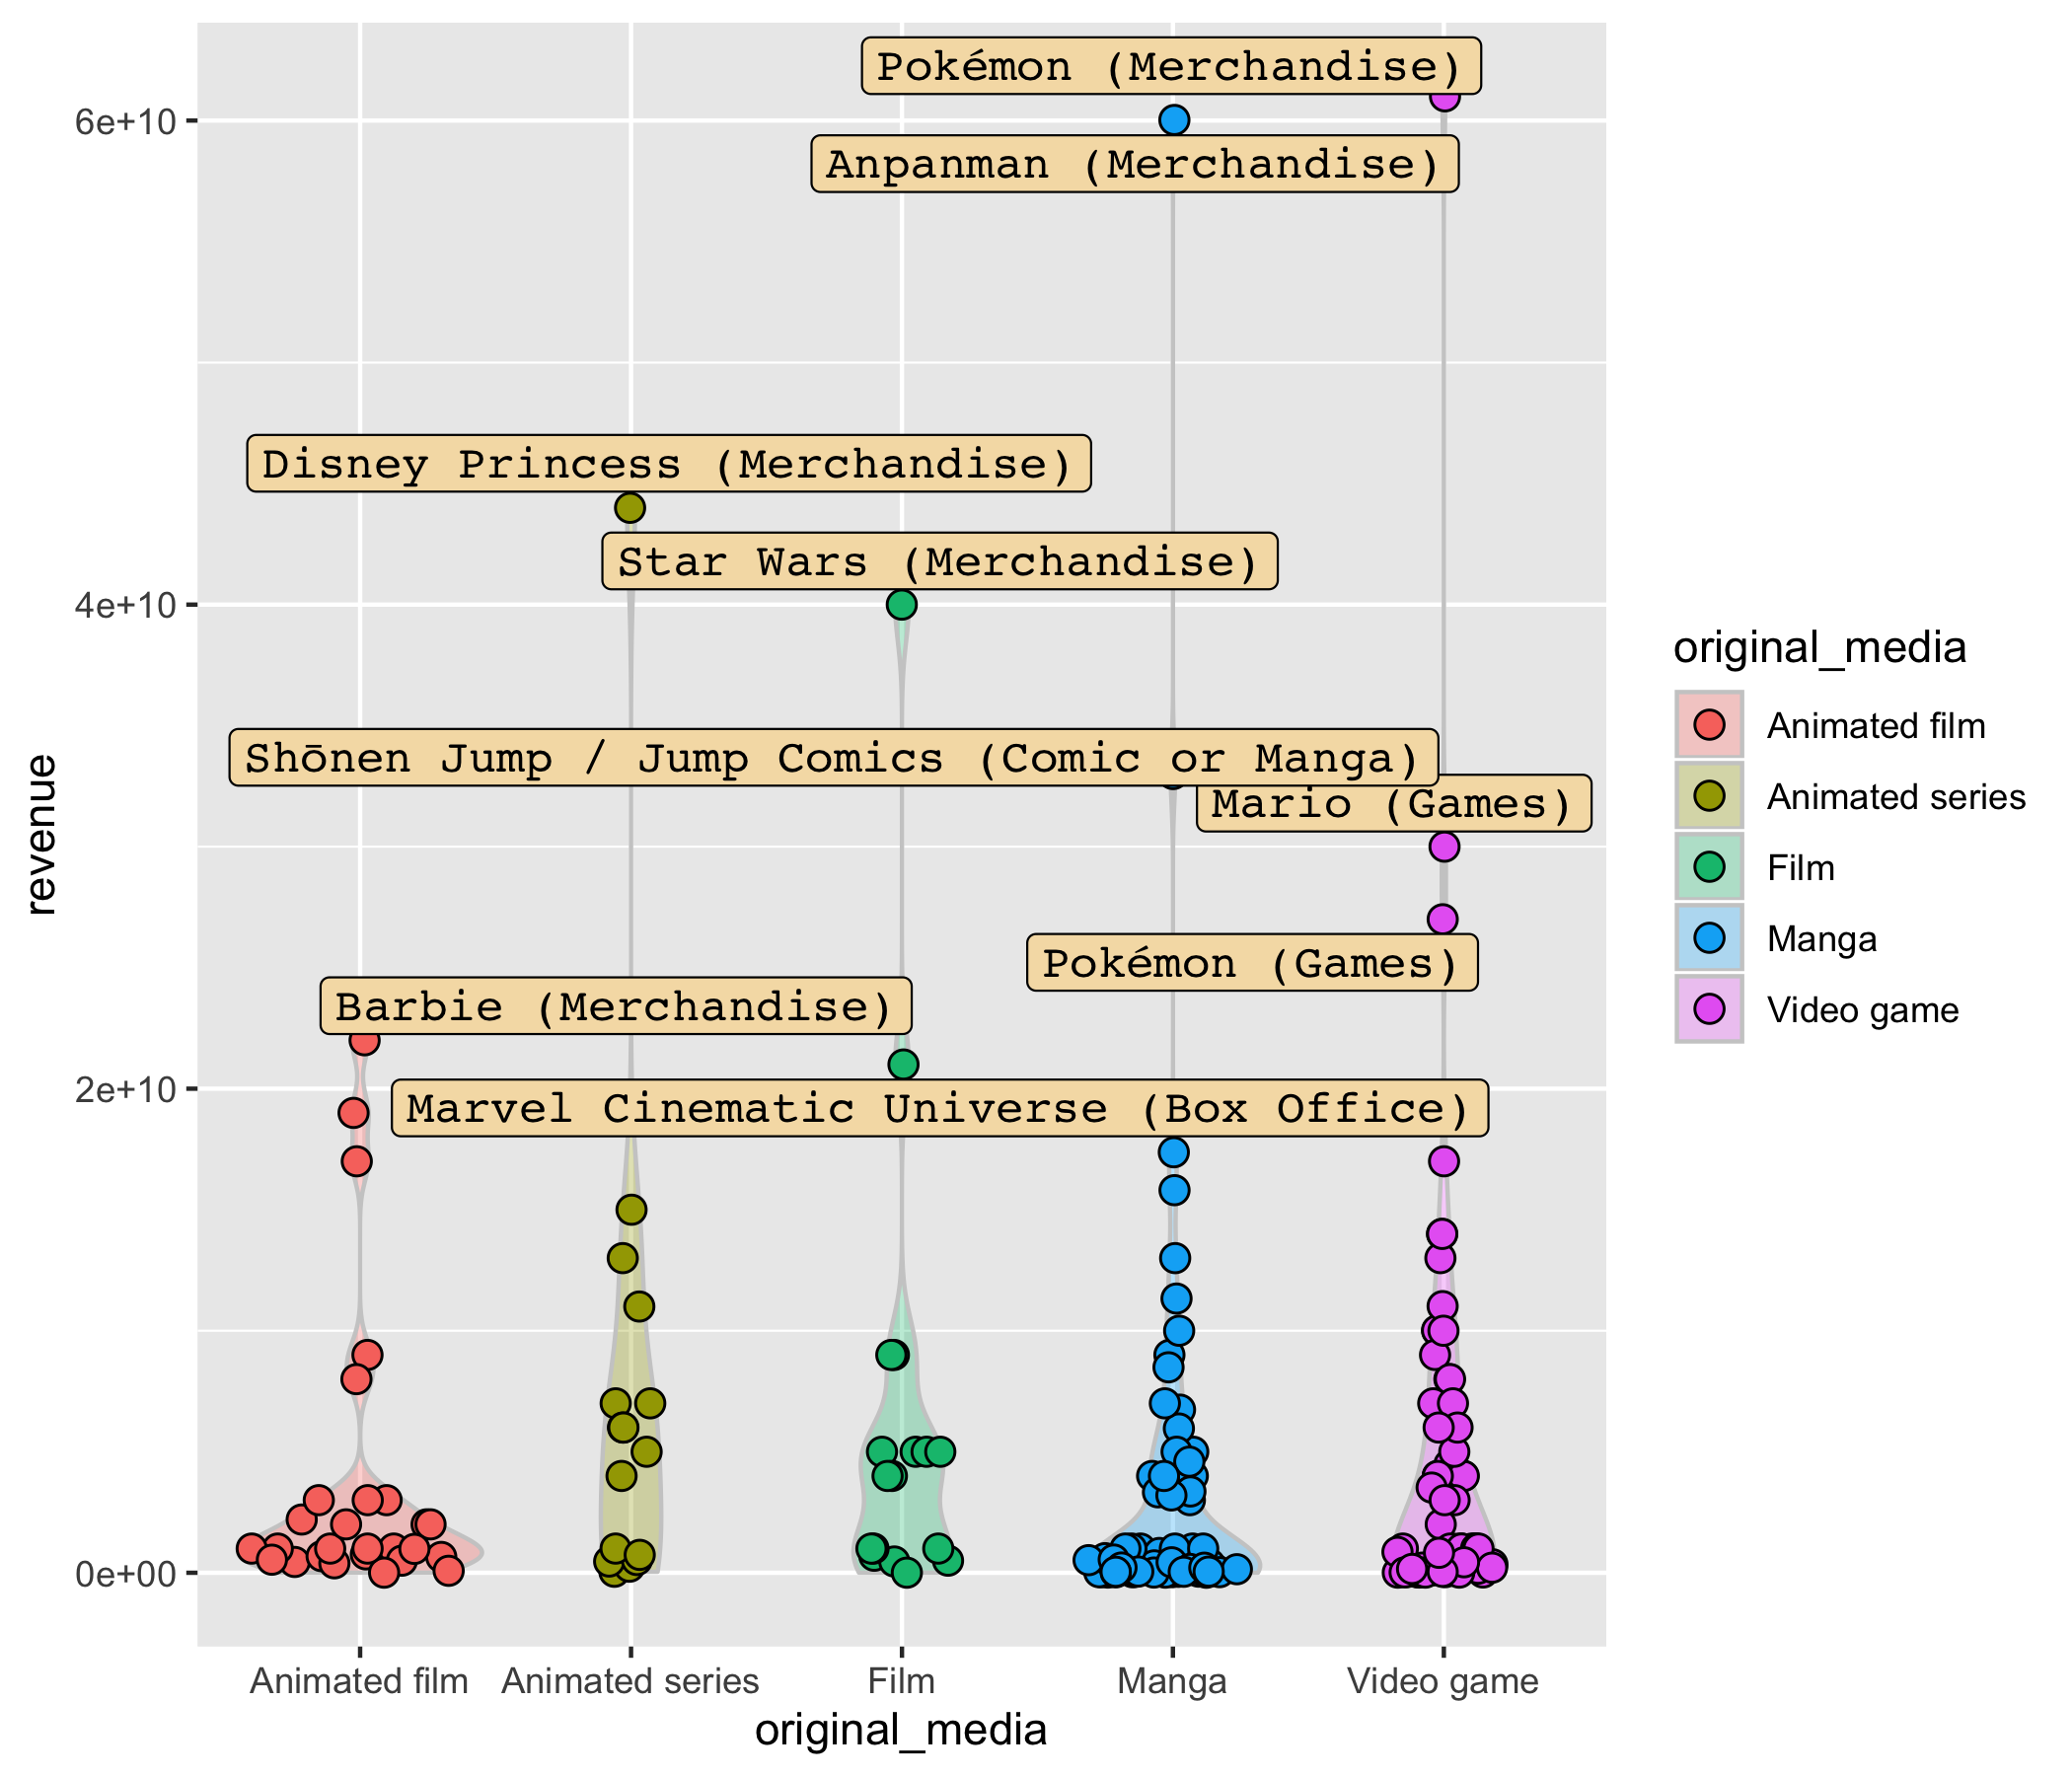 Pokémon (Merchandise)
6e+10
Anpanman (Merchandise)
Disney Princess (Merchandise)
Star Wars (Merchandise)
4e+10
Shōnen Jump / Jump Comics (Comic or Manga)
Mario (Games)
Pokémon (Games)
Barbie (Merchandise)
2e+10
Marvel Cinematic Universe (Box Office)
0e+00
revenue
Animated film
Animated series
Film
Manga
Video game
original_media
original_media
Animated film
Animated series
Film
Manga
Video game